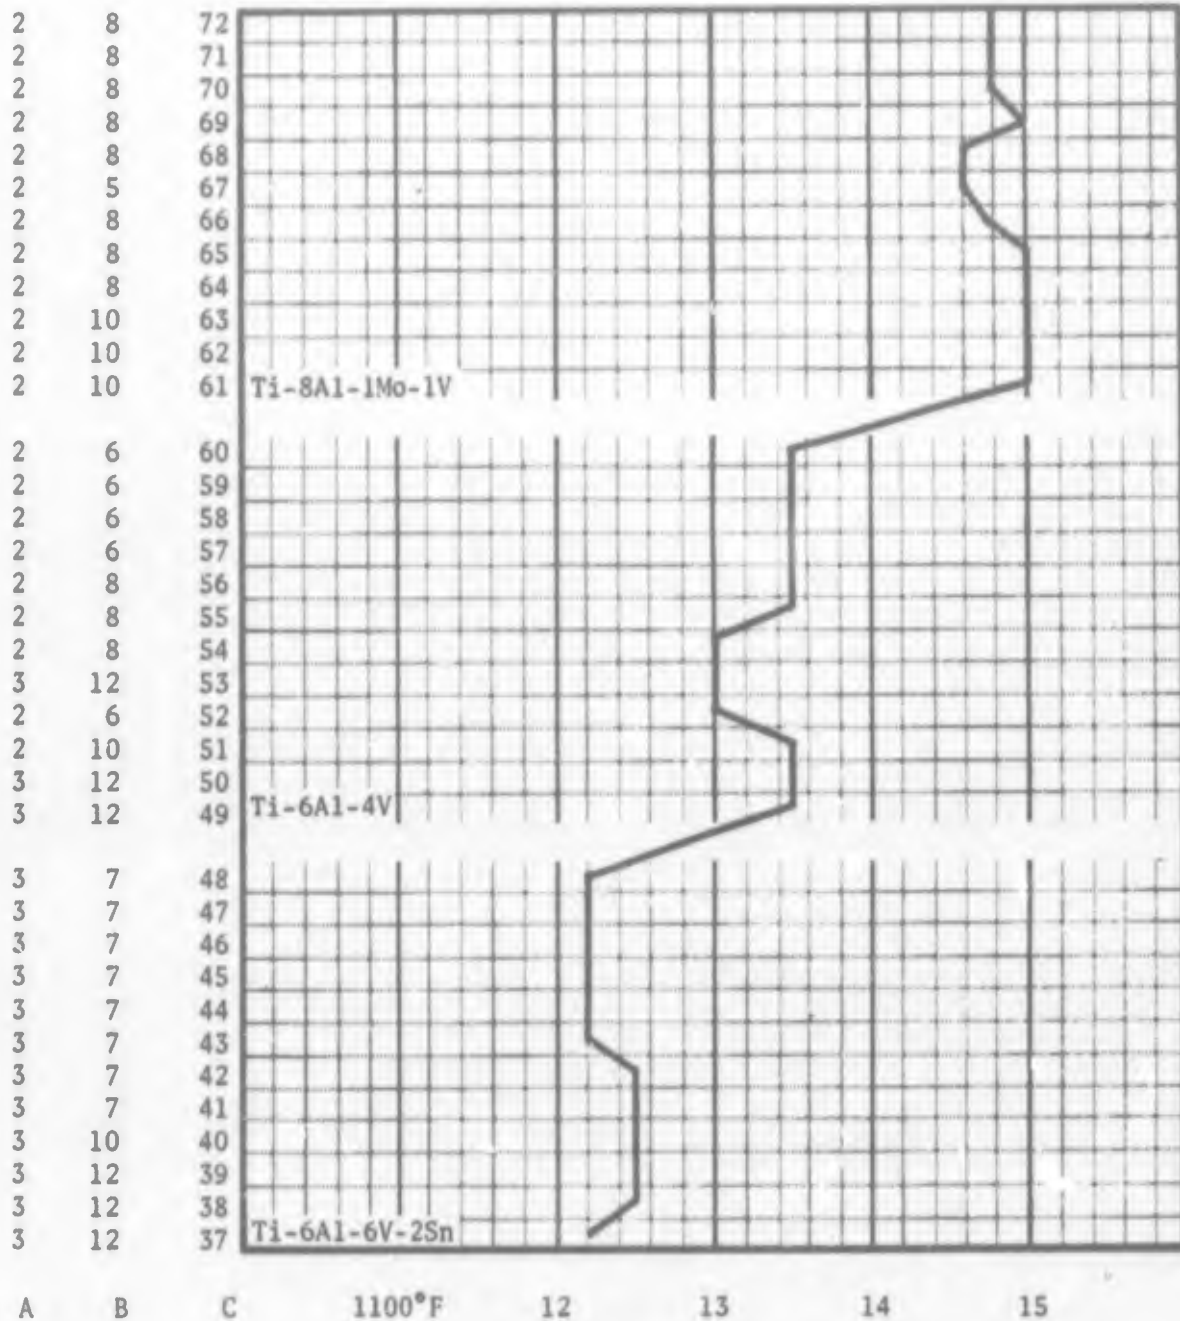 2 8 72
2 8 71
2 8 70
2 8 69
2 8 68
2 5 67
2 8 66
2 8 65
2 8 64
2 10 63
2 10 62
2 10 61 Ti-8Al-1Mo-1V
2 6 60
2 6 59
2 6 58
2 6 57
2 8 56
2 8 55
2 8 54
3 12 53
2 6 52
2 10 51
3 12 50
3 12 49 Ti-6Al-4V
3 7 48
3 7 47
3 7 46
3 7 45
3 7 44
3 7 43
3 7 42
3 7 41
3 10 40
3 12 39
3 12 38
3 12 37 Ti-6Al-6V-2Sn
A B C 1100°F 12 13 14 15